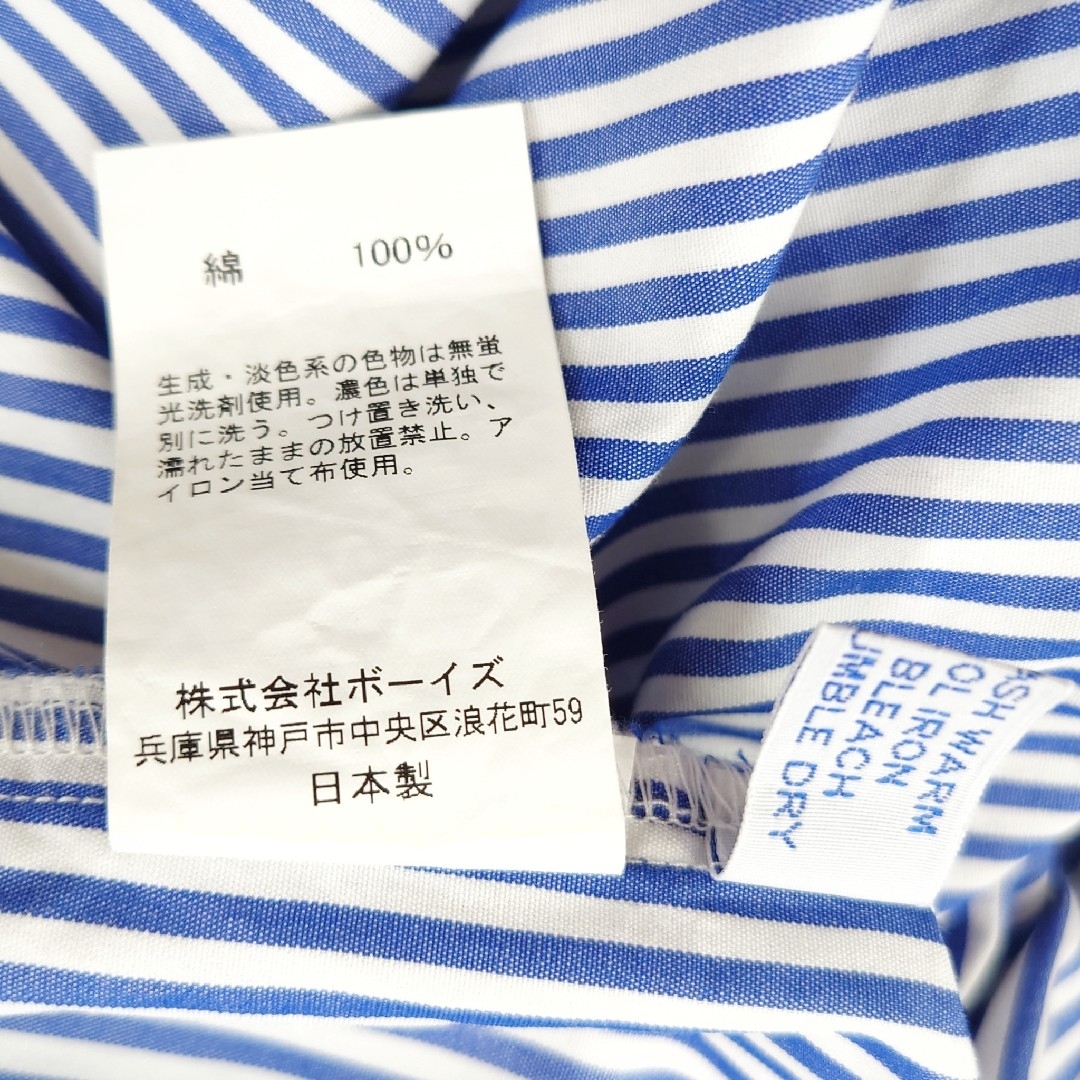 綿 100%
生成・淡色系の色物は無蛍
光洗剤使用。濃色は単独で
別に洗う。つけ置き洗い、
濡れたままの放置禁止。ア
イロン当て布使用。
株式会社ボーイズ
兵庫県神戸市中央区浪花町59
日本製
ASH WARM
OL IRON
BLEACH
UMBLE DRY